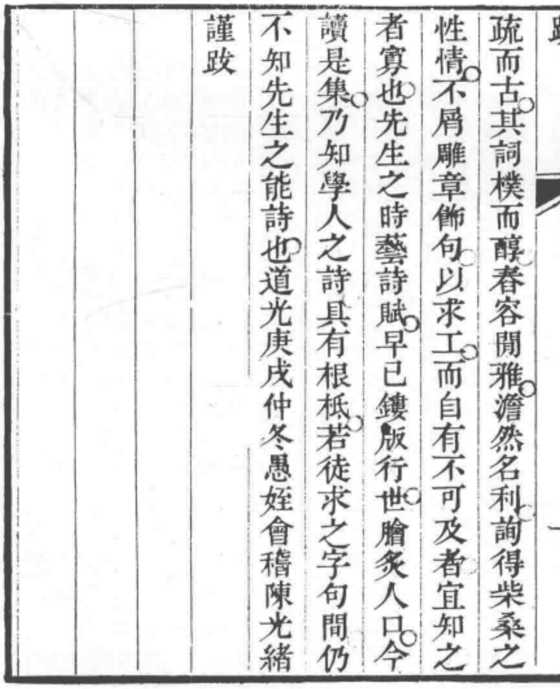 疏而古其詞樸而醇春容閒雅澹然名利詢得柴桑之
性情不屑雕章飾句以求工而自有不可及者宜知之
者寡也先生之時藝詩賦早已鏤版行世膾炙人口今
讀是集乃知學人之詩具有根柢若徒求之字句間仍
不知先生之能詩也道光庚戌仲冬愚姪會稽陳光緒
謹跋